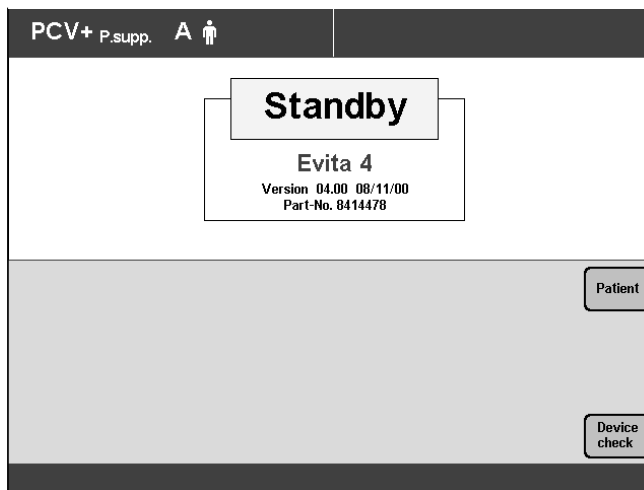 PCV+ P.supp. A
Standby
Evita 4
Version 04.00 08/11/00
Part-No. 8414478
Patient
Device
check